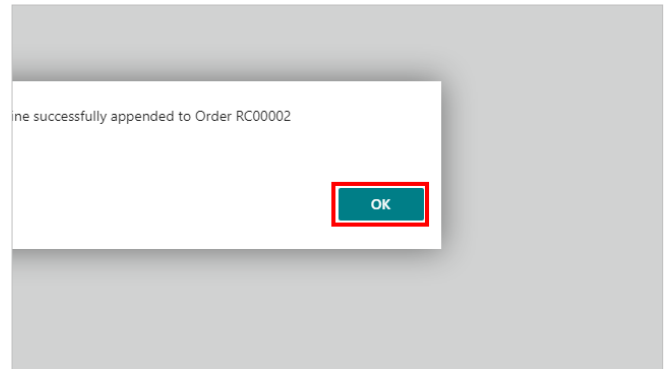 ine successfully appended to Order RC00002
OK